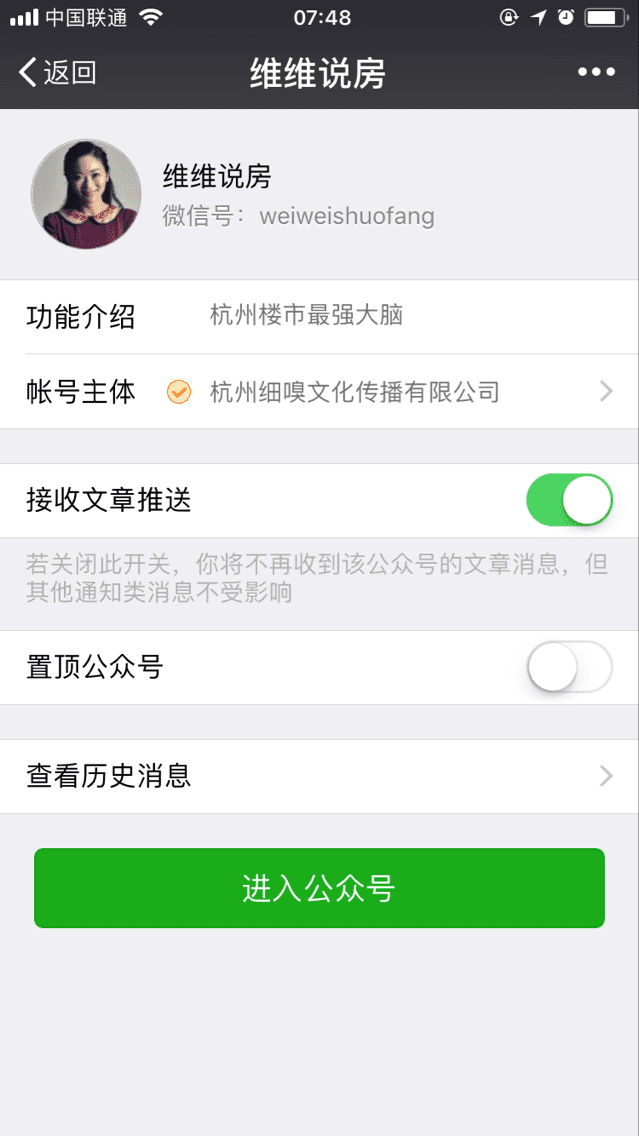 中国联通
07:48
返回
维维说房
维维说房
微信号：weiweishuofang
功能介绍
杭州楼市最强大脑
帐号主体
杭州细嗅文化传播有限公司
接收文章推送
若关闭此开关，你将不再收到该公众号的文章消息，但
其他通知类消息不受影响
置顶公众号
查看历史消息
进入公众号